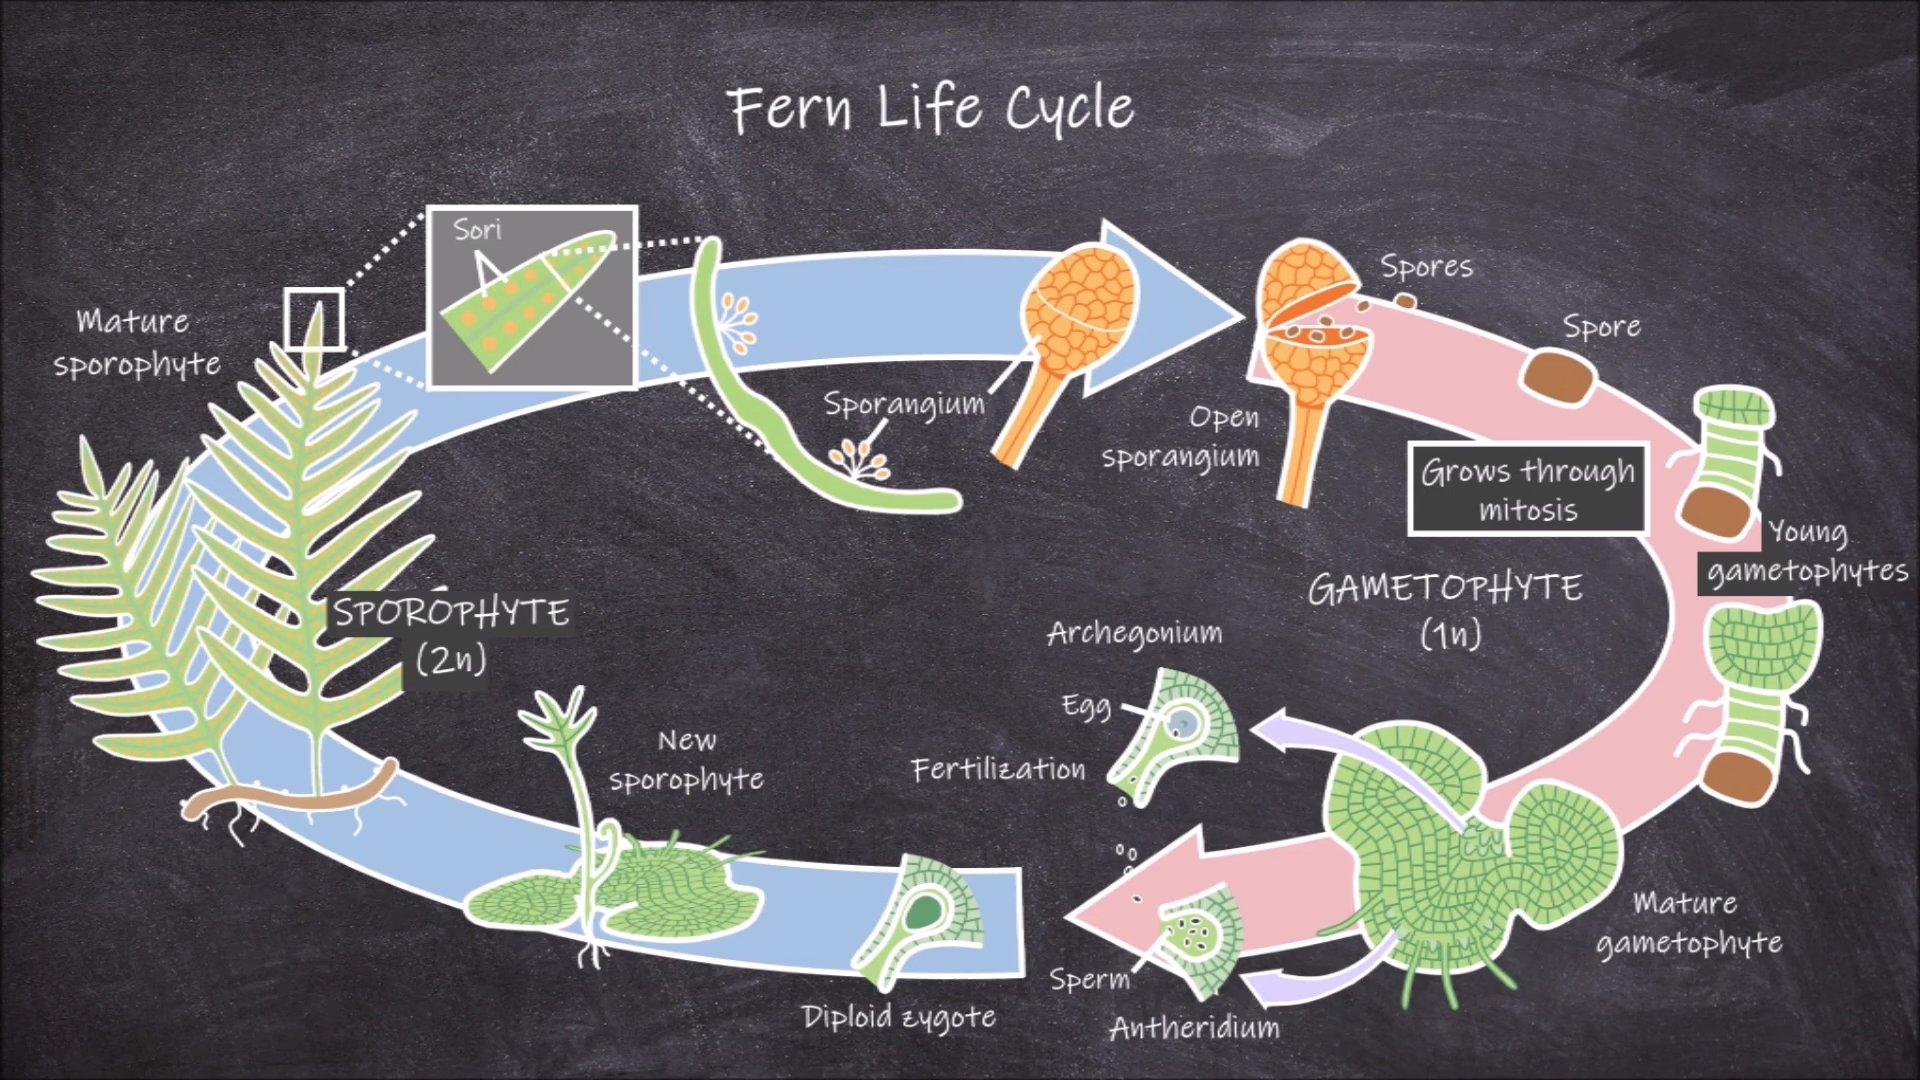 Fern Life Cycle
Sori
Mature
sporophyte
Sporangium
Spores
Spore
Open
sporangium
Grows through
mitosis
Young
gametophytes
GAMETOPHYTE
(1n)
SPOROPHYTE
(2n)
Archegonium
Egg
Fertilization
New
sporophyte
Mature
gametophyte
Sperm
Antheridium
Diploid zygote